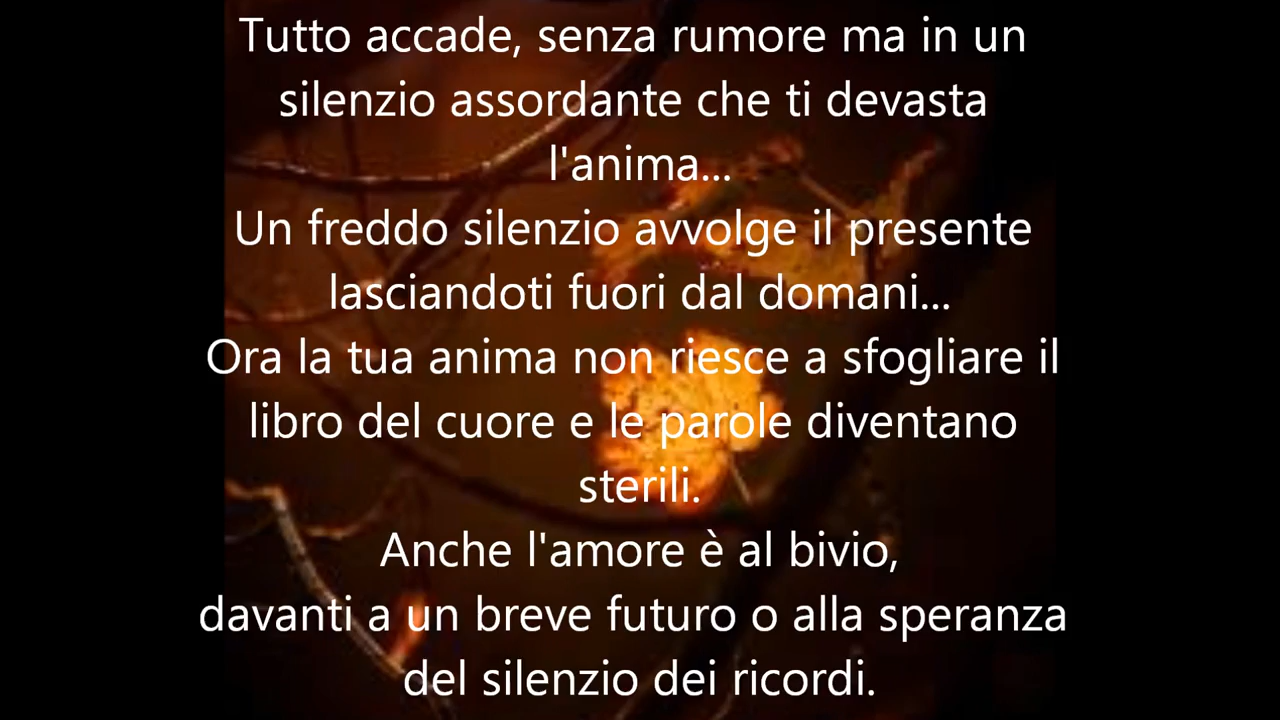 Tutto accade, senza rumore ma in un
silenzio assordante che ti devasta
l'anima...
Un freddo silenzio avvolge il presente
lasciandoti fuori dal domani...
Ora la tua anima non riesce a sfogliare il
libro del cuore e le parole diventano
sterili.
Anche l'amore è al bivio,
davanti a un breve futuro o alla speranza
del silenzio dei ricordi.